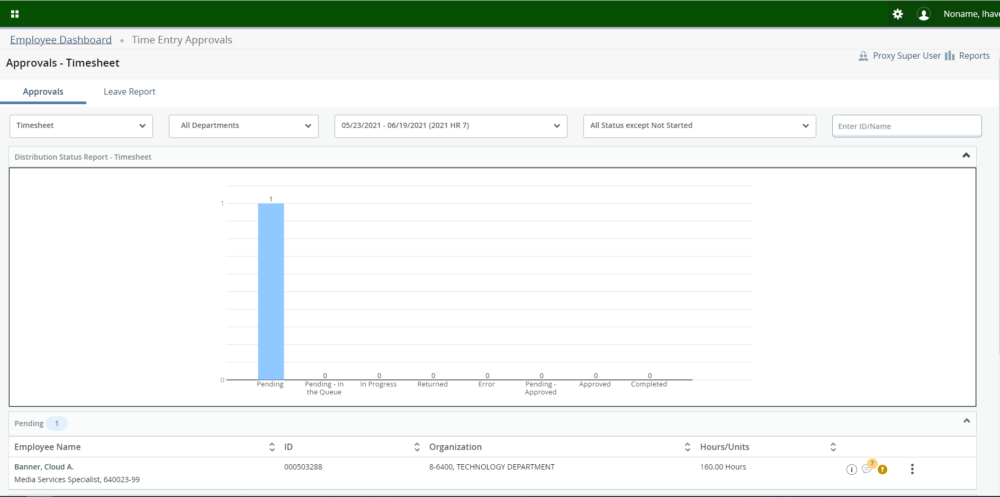 Noname, Ihave
Employee Dashboard • Time Entry Approvals
Approvals - Timesheet
Proxy Super User Reports
Approvals Leave Report
Timesheet All Departments 05/23/2021 - 06/19/2021 (2021 HR 7) All Status except Not Started Enter ID/Name
Distribution Status Report - Timesheet
1
1
0
0 0 0 0 0 0 0
Pending Pending - In the Queue In Progress Returned Error Pending - Approved Approved Completed
Pending 1
Employee Name ID Organization Hours/Units
Banner, Cloud A. 000503288 8-6400, TECHNOLOGY DEPARTMENT 160.00 Hours 7
Media Services Specialist, 640023-99